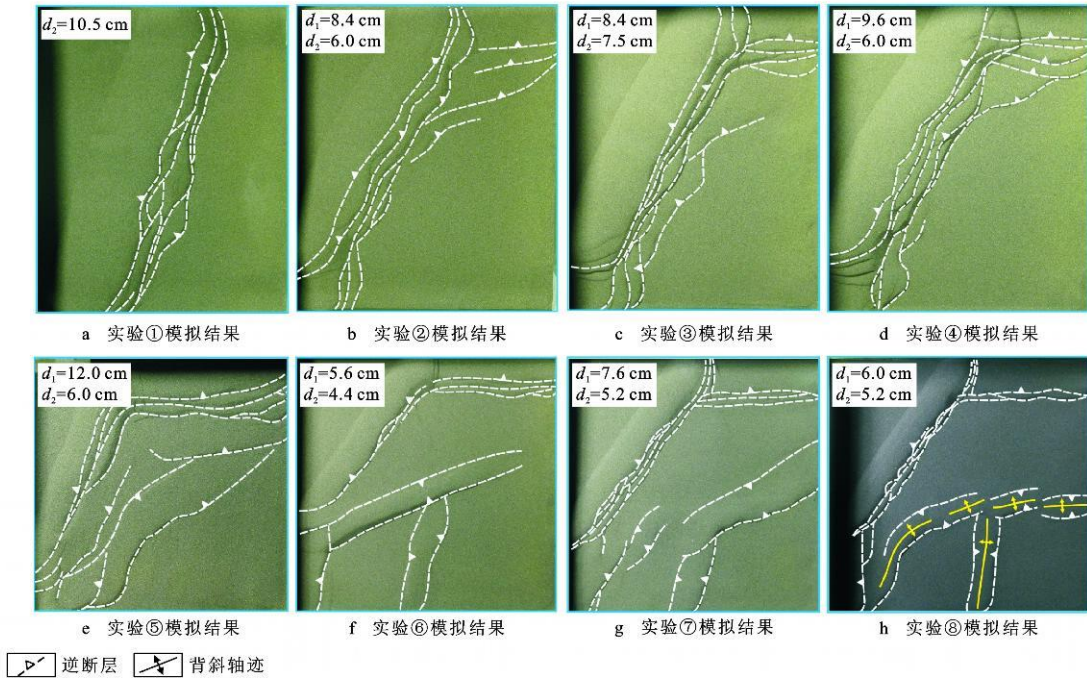 d₂=10.5 cm
d₁=8.4 cm
d₂=6.0 cm
d₁=8.4 cm
d₂=7.5 cm
d₁=9.6 cm
d₂=6.0 cm
a 实验①模拟结果
b 实验②模拟结果
c 实验③模拟结果
d 实验④模拟结果
d₁=12.0 cm
d₂=6.0 cm
d₁=5.6 cm
d₂=4.4 cm
d₁=7.6 cm
d₂=5.2 cm
d₁=6.0 cm
d₂=5.2 cm
e 实验⑤模拟结果
f 实验⑥模拟结果
g 实验⑦模拟结果
h 实验⑧模拟结果
逆断层
背斜轴迹